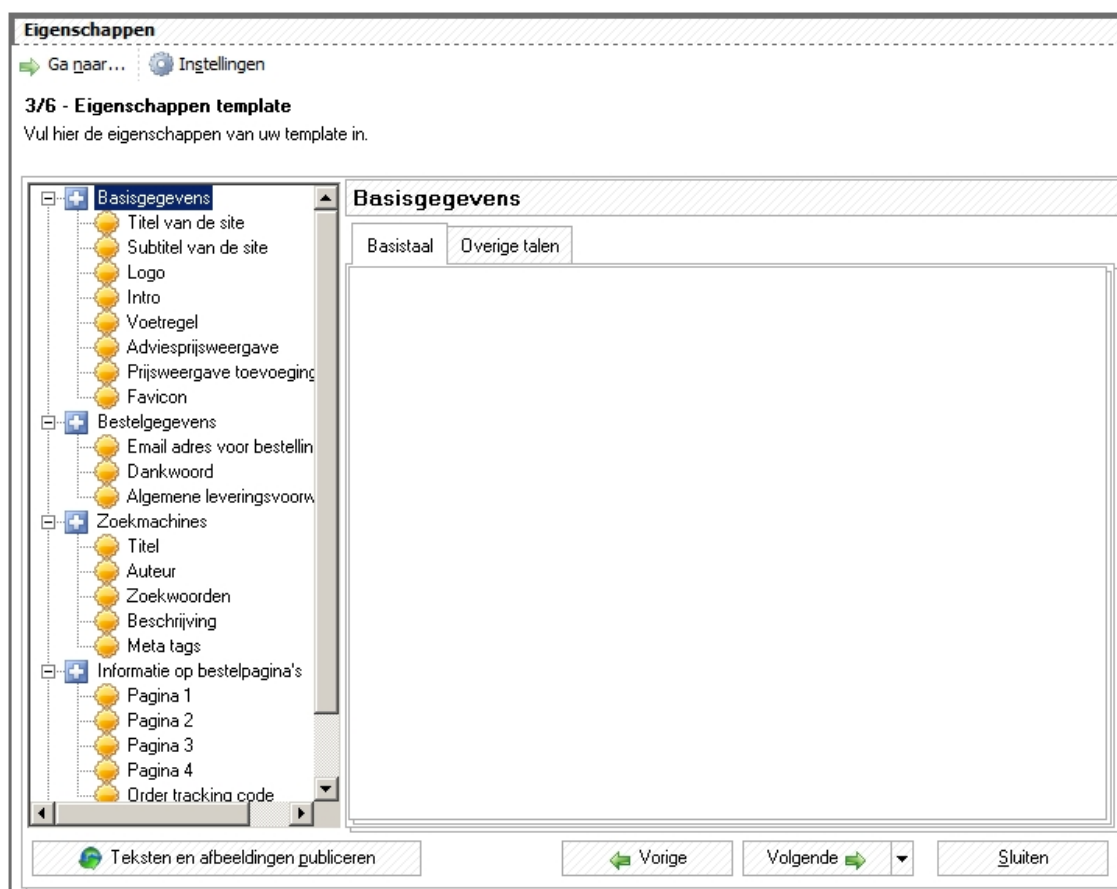 Eigenschappen
Ga naar... Instellingen
3/6 - Eigenschappen template
Vul hier de eigenschappen van uw template in.
Basisgegevens
Titel van de site
Subtitel van de site
Logo
Intro
Voetregel
Adviesprijsweergave
Prijsweergave toevoeging
Favicon
Bestelgegevens
Email adres voor bestellin
Dankwoord
Algemene leveringsvoorw
Zoekmachines
Titel
Auteur
Zoekwoorden
Beschrijving
Meta tags
Informatie op bestelpagina's
Pagina 1
Pagina 2
Pagina 3
Pagina 4
Order tracking code
Basisgegevens
Basistaal Overige talen
Teksten en afbeeldingen publiceren Vorige Volgende Sluiten